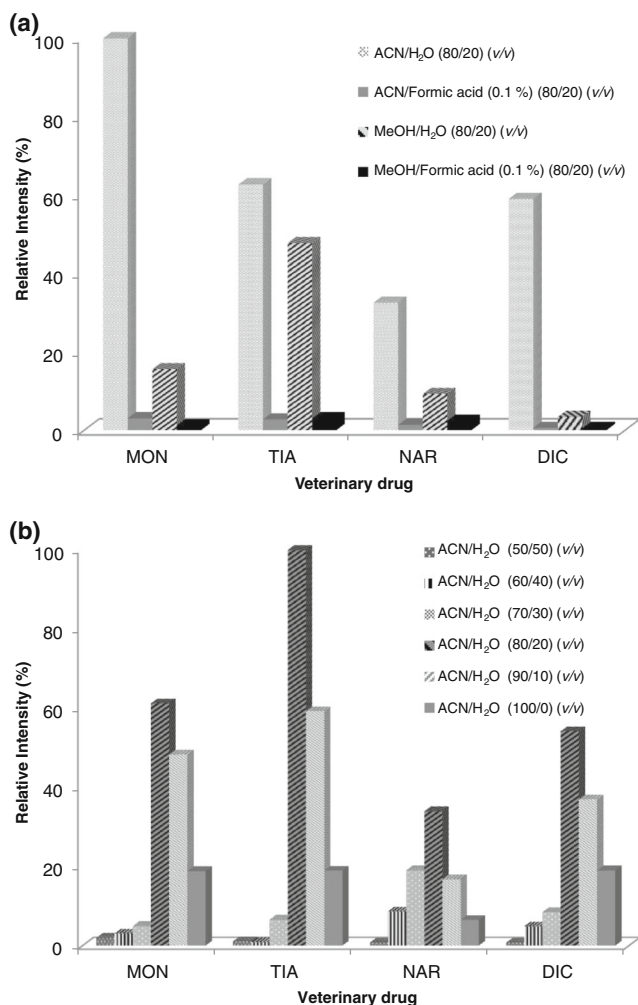 (a)
100
80
60
40
20
0
Relative Intensity (%)
ACN/H₂O (80/20) (v/v)
ACN/Formic acid (0.1 %) (80/20) (v/v)
MeOH/H₂O (80/20) (v/v)
MeOH/Formic acid (0.1 %) (80/20) (v/v)
MON TIA NAR DIC
Veterinary drug
(b)
100
80
60
40
20
0
Relative Intensity (%)
ACN/H₂O (50/50) (v/v)
ACN/H₂O (60/40) (v/v)
ACN/H₂O (70/30) (v/v)
ACN/H₂O (80/20) (v/v)
ACN/H₂O (90/10) (v/v)
ACN/H₂O (100/0) (v/v)
MON TIA NAR DIC
Veterinary drug